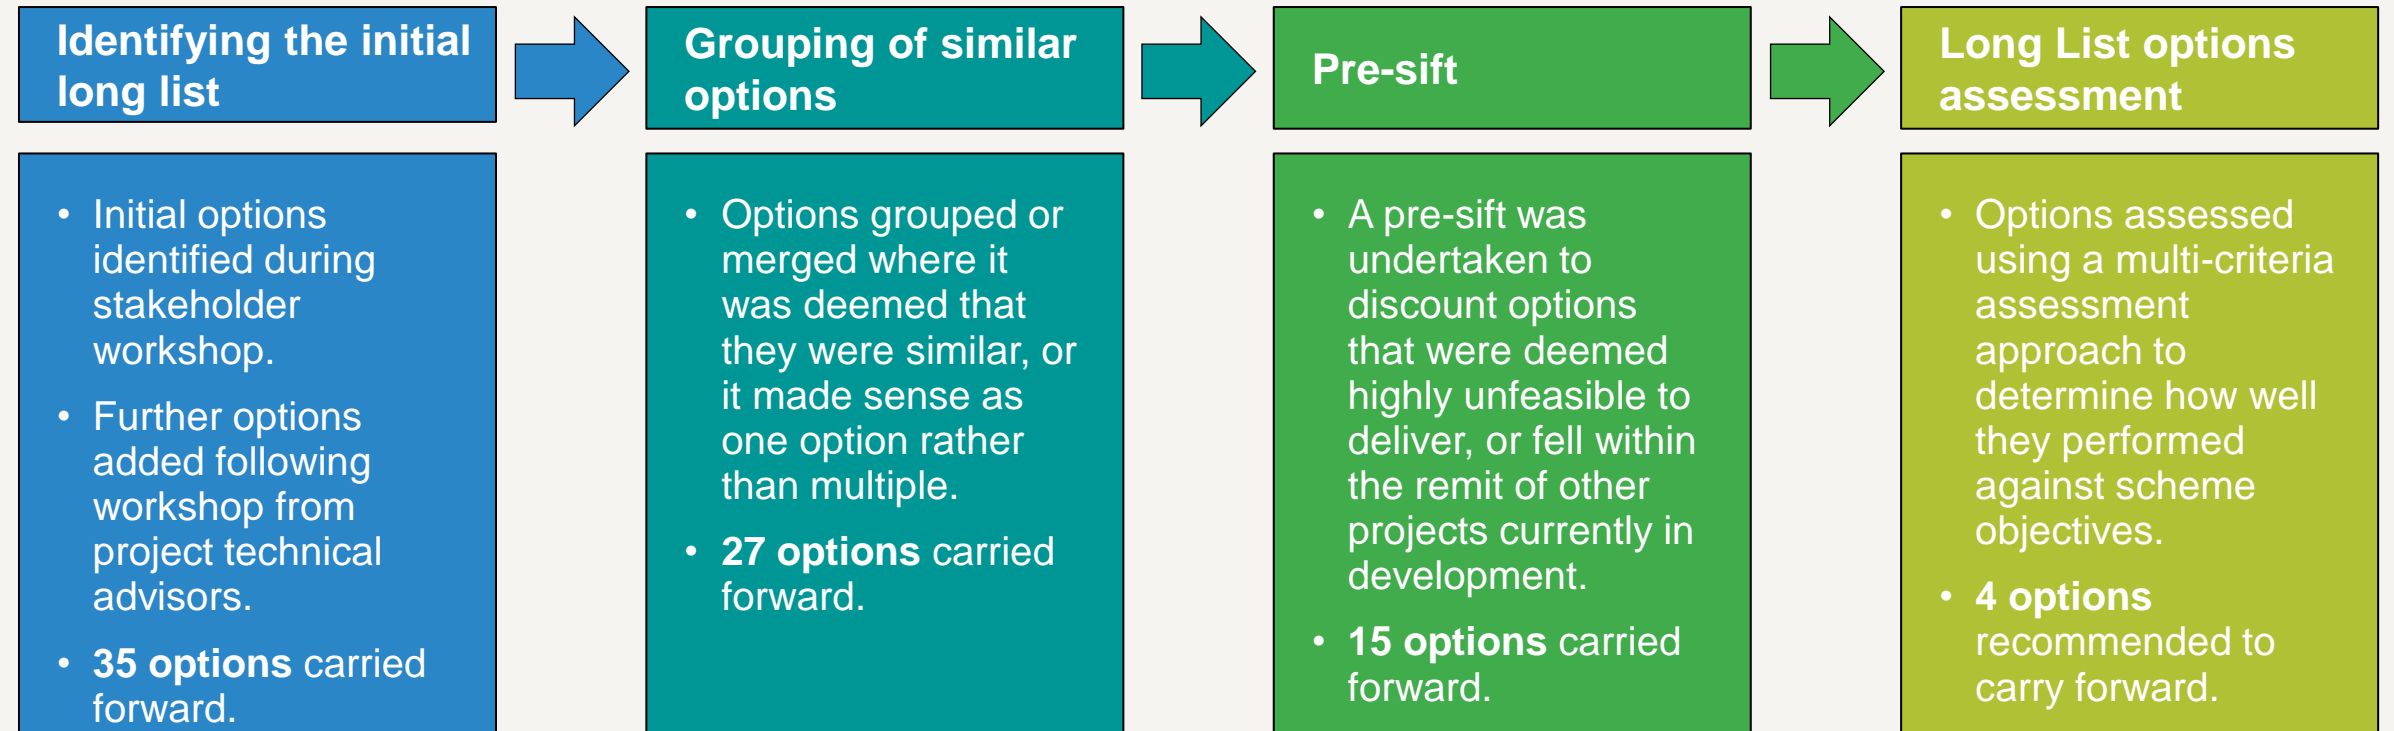 Identifying the initial
long list
• Initial options
identified during
stakeholder
workshop.
• Further options
added following
workshop from
project technical
advisors.
• 35 options carried
forward.
Grouping of similar
options
• Options grouped or
merged where it
was deemed that
they were similar, or
it made sense as
one option rather
than multiple.
• 27 options carried
forward.
Pre-sift
• A pre-sift was
undertaken to
discount options
that were deemed
highly unfeasible to
deliver, or fell within
the remit of other
projects currently in
development.
• 15 options carried
forward.
Long List options
assessment
• Options assessed
using a multi-criteria
assessment
approach to
determine how well
they performed
against scheme
objectives.
• 4 options
recommended to
carry forward.